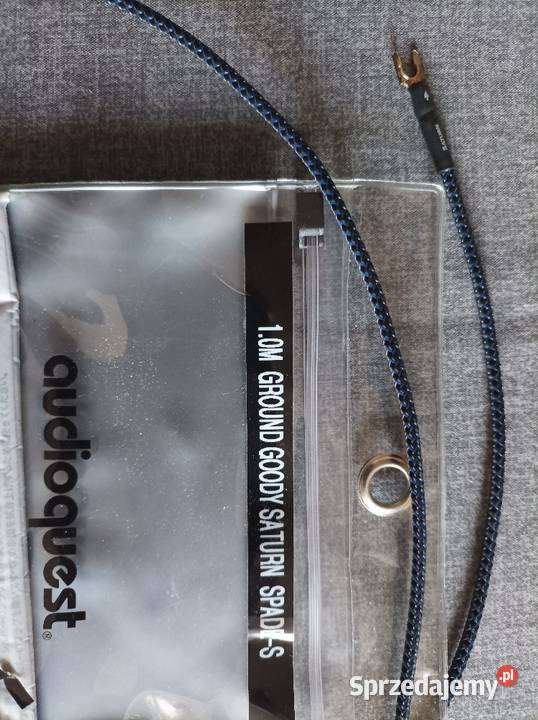 audioquest®
1.0M GROUND GOODY SATURN SPADE-S
Sprzedajemy.pl